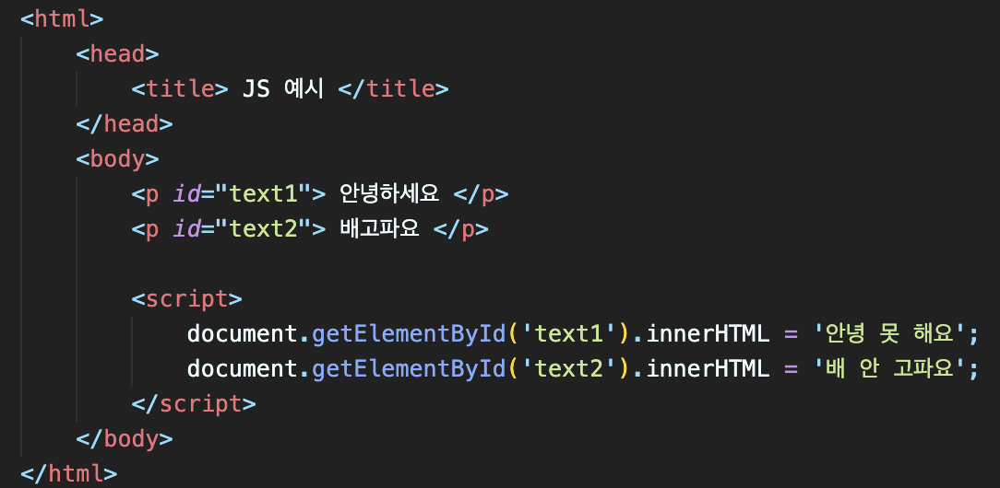 <html>
<head>
<title> JS 예시 </title>
</head>
<body>
<p id="text1"> 안녕하세요 </p>
<p id="text2"> 배고파요 </p>
<script>
document.getElementById('text1').innerHTML = '안녕 못 해요';
document.getElementById('text2').innerHTML = '배 안 고파요';
</script>
</body>
</html>